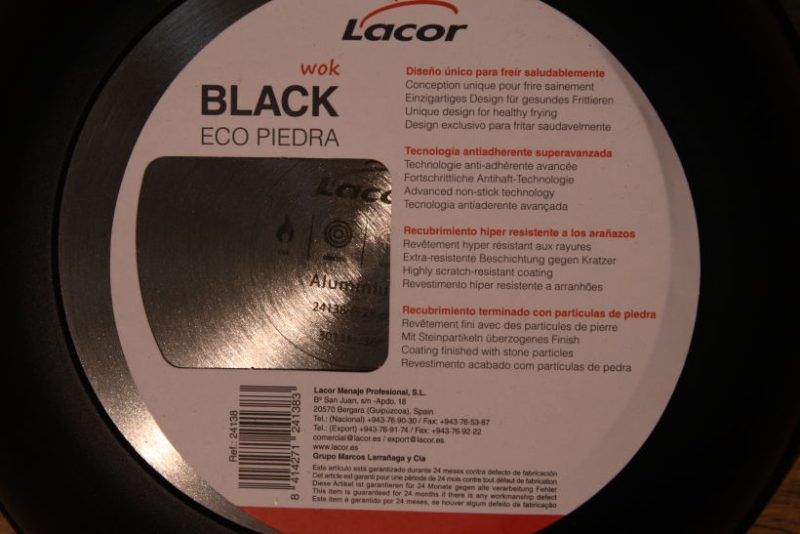 Lacor
wok
BLACK
ECO PIEDRA
Diseño único para freír saludablemente
Conception unique pour frire sainement
Einzigartiges Design für gesundes Frittieren
Unique design for healthy frying
Design exclusivo para fritar saudavelmente
Tecnología antiadherente superavanzada
Technologie anti-adhérente avancée
Fortschrittliche Antihaft-Technologie
Advanced non-stick technology
Tecnologia antiaderente avançada
Recubrimiento hiper resistente a los arañazos
Revêtement hyper résistant aux rayures
Extra-resistente Beschichtung gegen Kratzer
Highly scratch-resistant coating
Revestimento híper resistente a arranhões
Recubrimiento terminado con particulas de piedra
Revêtement fini avec des particules de pierre
Mit Steinpartikeln überzogenes Finish
Coating finished with stone particles
Revestimento acabado com partículas de pedra
Lacor
Aluminiu
24138
Ref.: 24138
8 414271 241383
Lacor Menaje Profesional, S.L.
Bº San Juan, s/n -Apdo. 18
20570 Bergara (Guipúzcoa), Spain
Tel.: (Nacional) +943-76-90-30 / Fax: +943-76-53-87
Tel.: (Export) +943-76-91-74 / Fax: +943-76-92-22
comercial@lacor.es / export@lacor.es
www.lacor.es
Grupo Marcos Larrañaga y Cía
Este artículo está garantizado durante 24 meses contra defecto de fabricación
Cet article est garanti pour une période de 24 mois contre tout défaut de fabrication
Diese Artikel ist garantieren für 24 Monate gegen alle verarbeitung Fehler
This item is guaranteed for 24 months if there is any workmanship defect
Este item é garantido por 24 meses, se houver algum defeito de fabricação